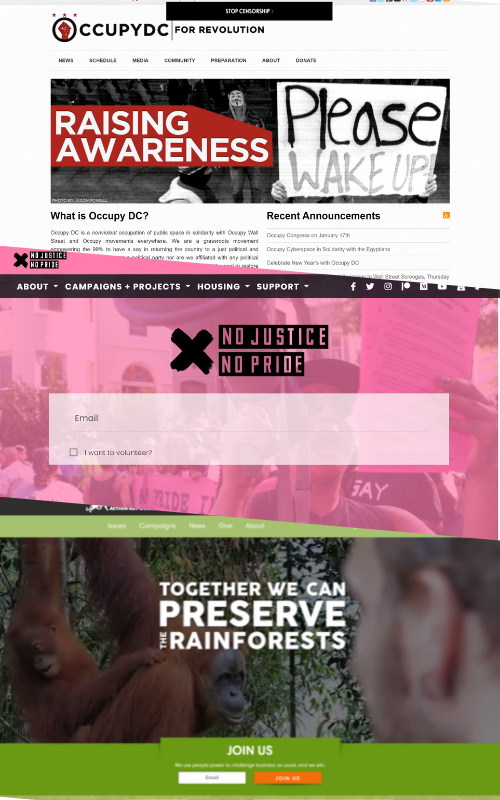 STOP CENSORSHIP ›
OCCUPYDC FOR REVOLUTION
NEWS SCHEDULE MEDIA COMMUNITY PREPARATION ABOUT DONATE
RAISING
AWARENESS
Please
WAKE UP!
PHOTO BY JASON POWELL
What is Occupy DC?
Occupy DC is a nonviolent occupation of public space in solidarity with Occupy Wall
Street and Occupy movements everywhere. We are a grassroots movement
empowering the 99% to have a say in returning the country to a just political and
political party nor are we affiliated with any political
Recent Announcements
Occupy Congress on January 17th
Occupy Cyberspace in Solidarity with the Egyptians
Celebrate New Year's with Occupy DC
to Wall Street Scrooges, Thursday
NO JUSTICE
NO PRIDE
ABOUT CAMPAIGNS + PROJECTS HOUSING SUPPORT
NO JUSTICE
NO PRIDE
Email
I want to volunteer?
PRIDE
GAY
Issues Campaigns News Give About
TOGETHER WE CAN
PRESERVE
THE RAINFORESTS
JOIN US
We use people power to challenge business as usual, and we win.
Email JOIN US